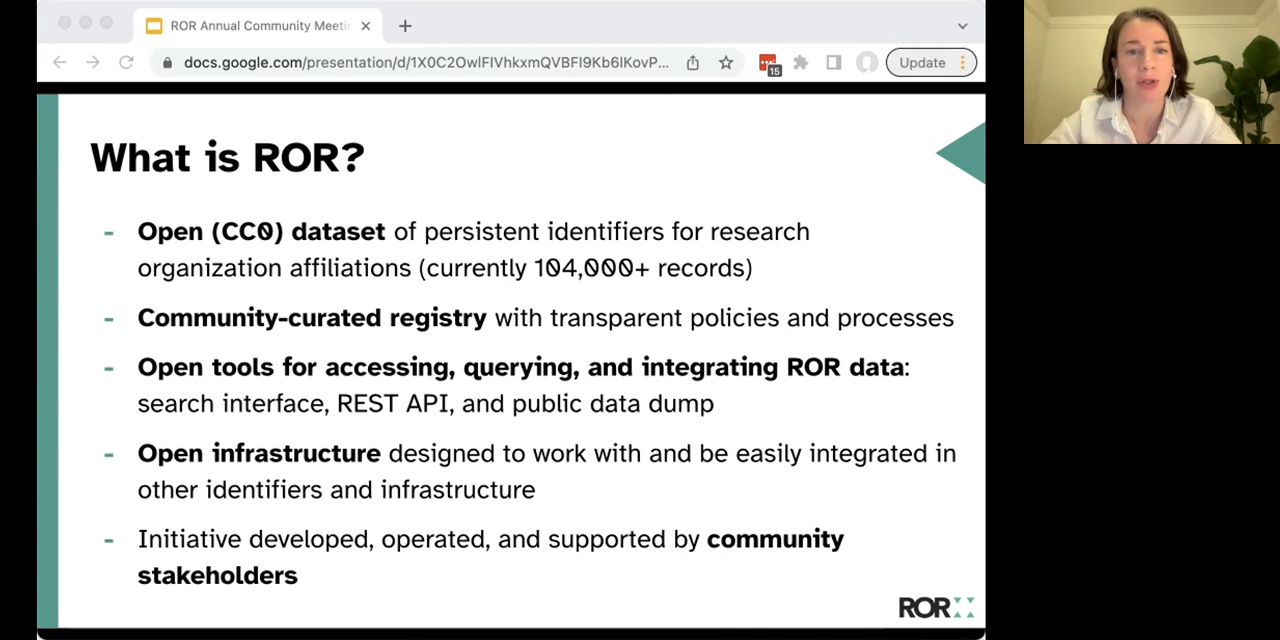 ROR Annual Community Meetin
docs.google.com/presentation/d/1X0C2OwlFIVhkxmQVBFI9Kb6lKovP...
15
Update
What is ROR?
- Open (CC0) dataset of persistent identifiers for research
organization affiliations (currently 104,000+ records)
- Community-curated registry with transparent policies and processes
- Open tools for accessing, querying, and integrating ROR data:
search interface, REST API, and public data dump
- Open infrastructure designed to work with and be easily integrated in
other identifiers and infrastructure
- Initiative developed, operated, and supported by community
stakeholders
ROR